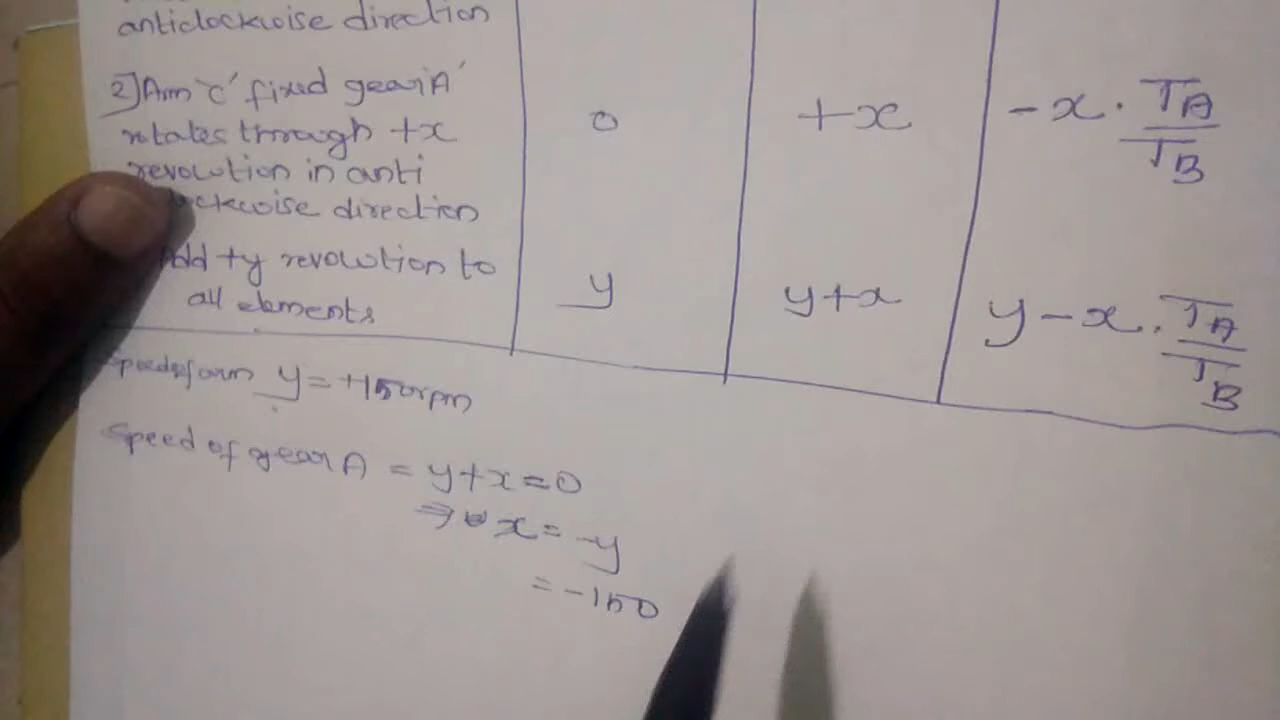 anticlockwise direction
2) Arm 'c' fixed gear 'A'
rotates through +x
revolution in anti
clockwise direction
0
+x
-x . TA/TB
Add +y revolution to
all elements
y
y+x
y - x . TA/TB
Speed of arm y = +150rpm
Speed of gear A = y+x=0
⇒ x = -y
= -150